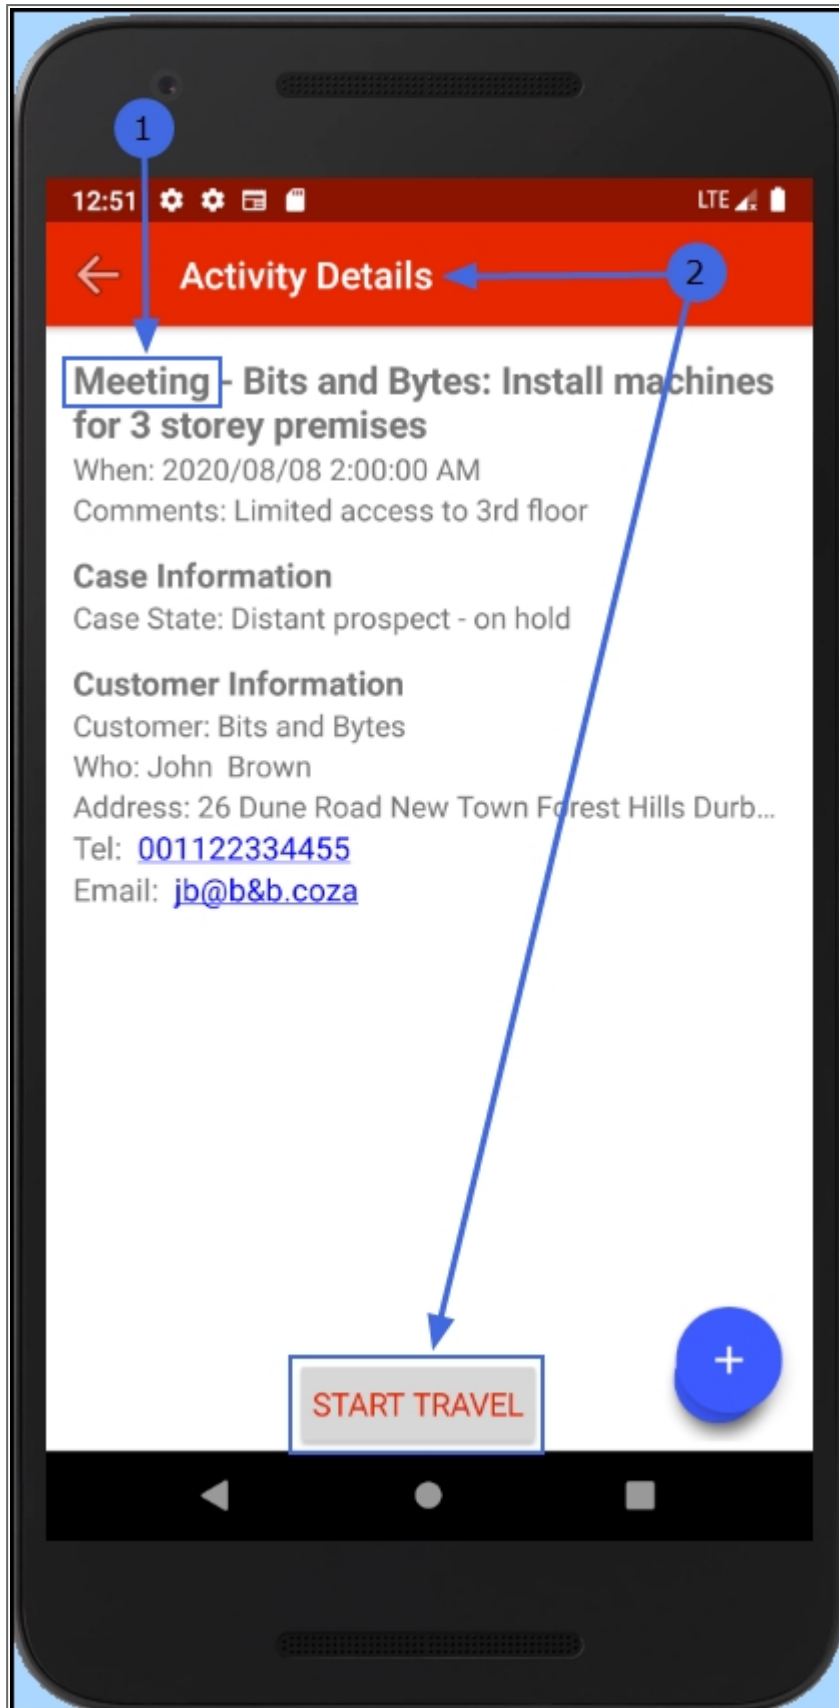 1
12:51 LTE
Activity Details 2
Meeting - Bits and Bytes: Install machines
for 3 storey premises
When: 2020/08/08 2:00:00 AM
Comments: Limited access to 3rd floor
Case Information
Case State: Distant prospect - on hold
Customer Information
Customer: Bits and Bytes
Who: John  Brown
Address: 26 Dune Road New Town Forest Hills Durb...
Tel: 001122334455
Email: jb@b&b.coza
+
START TRAVEL